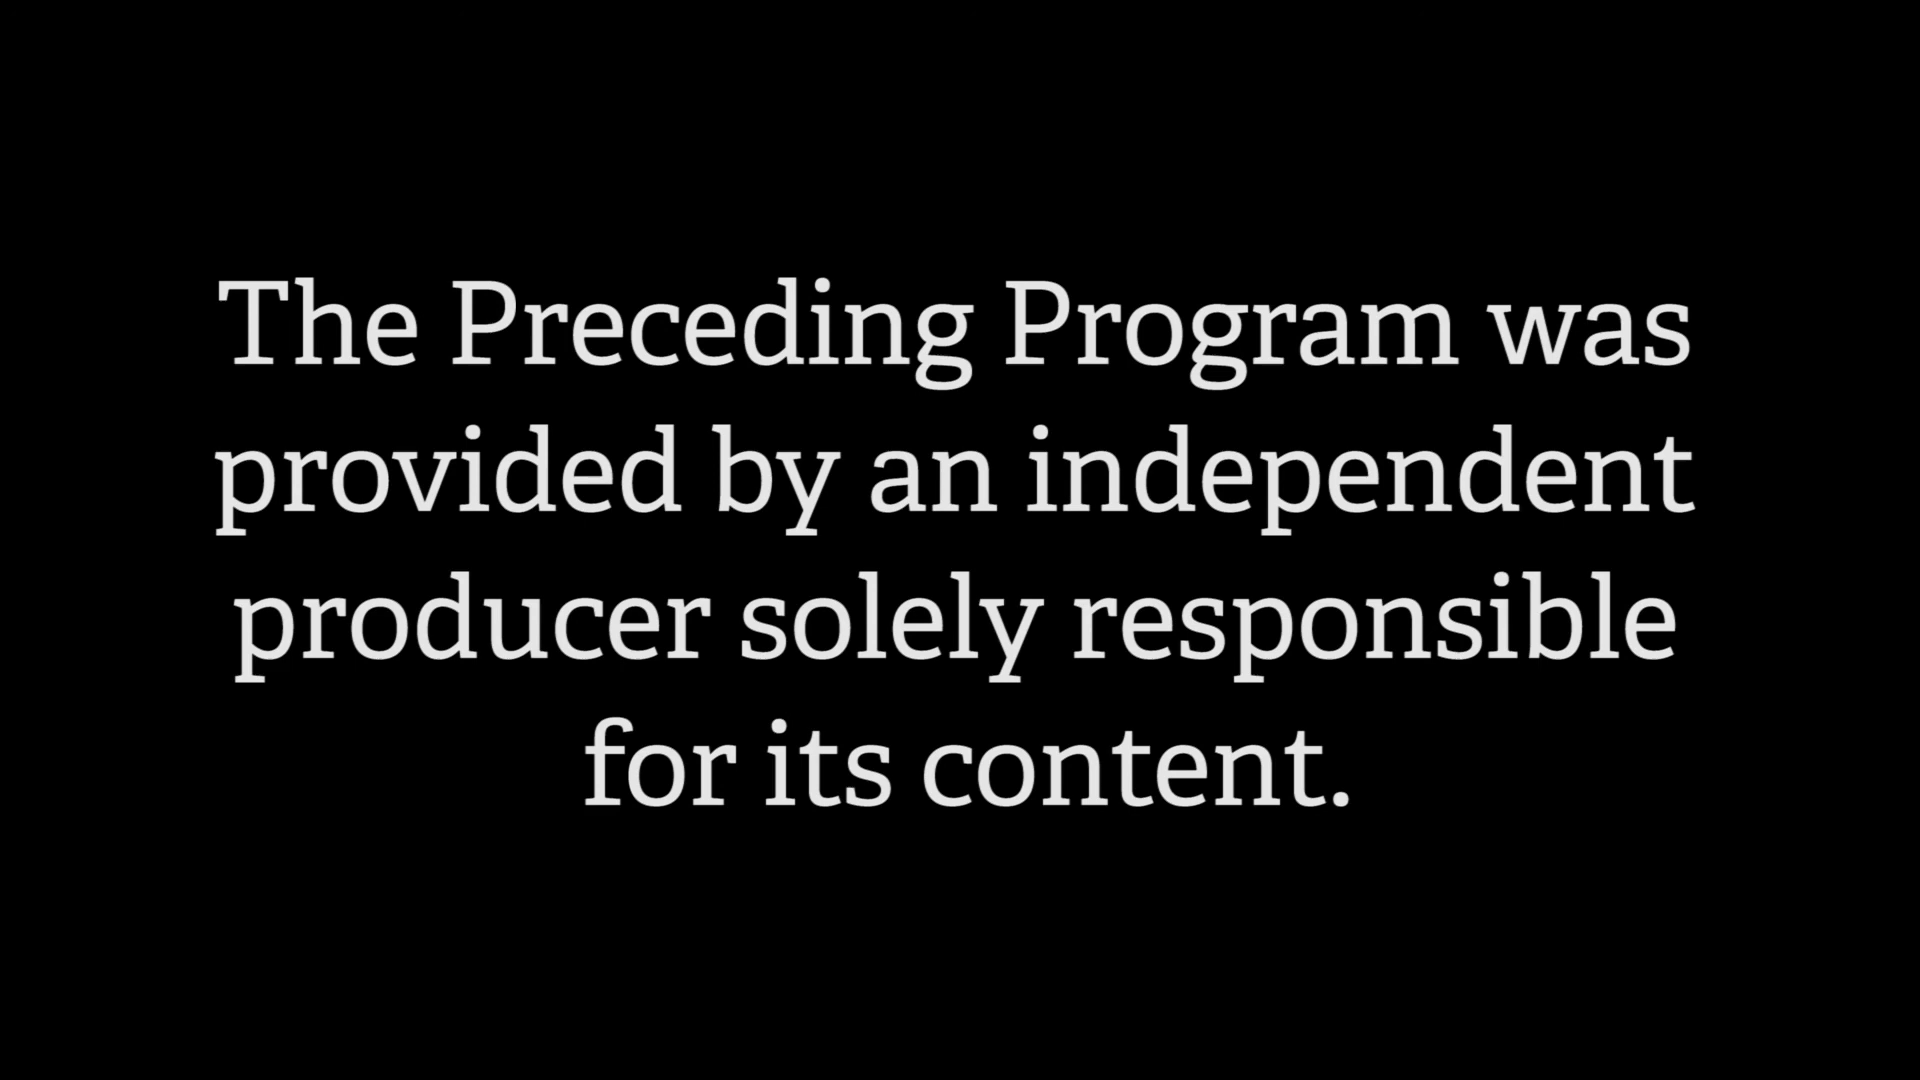 The Preceding Program was
provided by an independent
producer solely responsible
for its content.